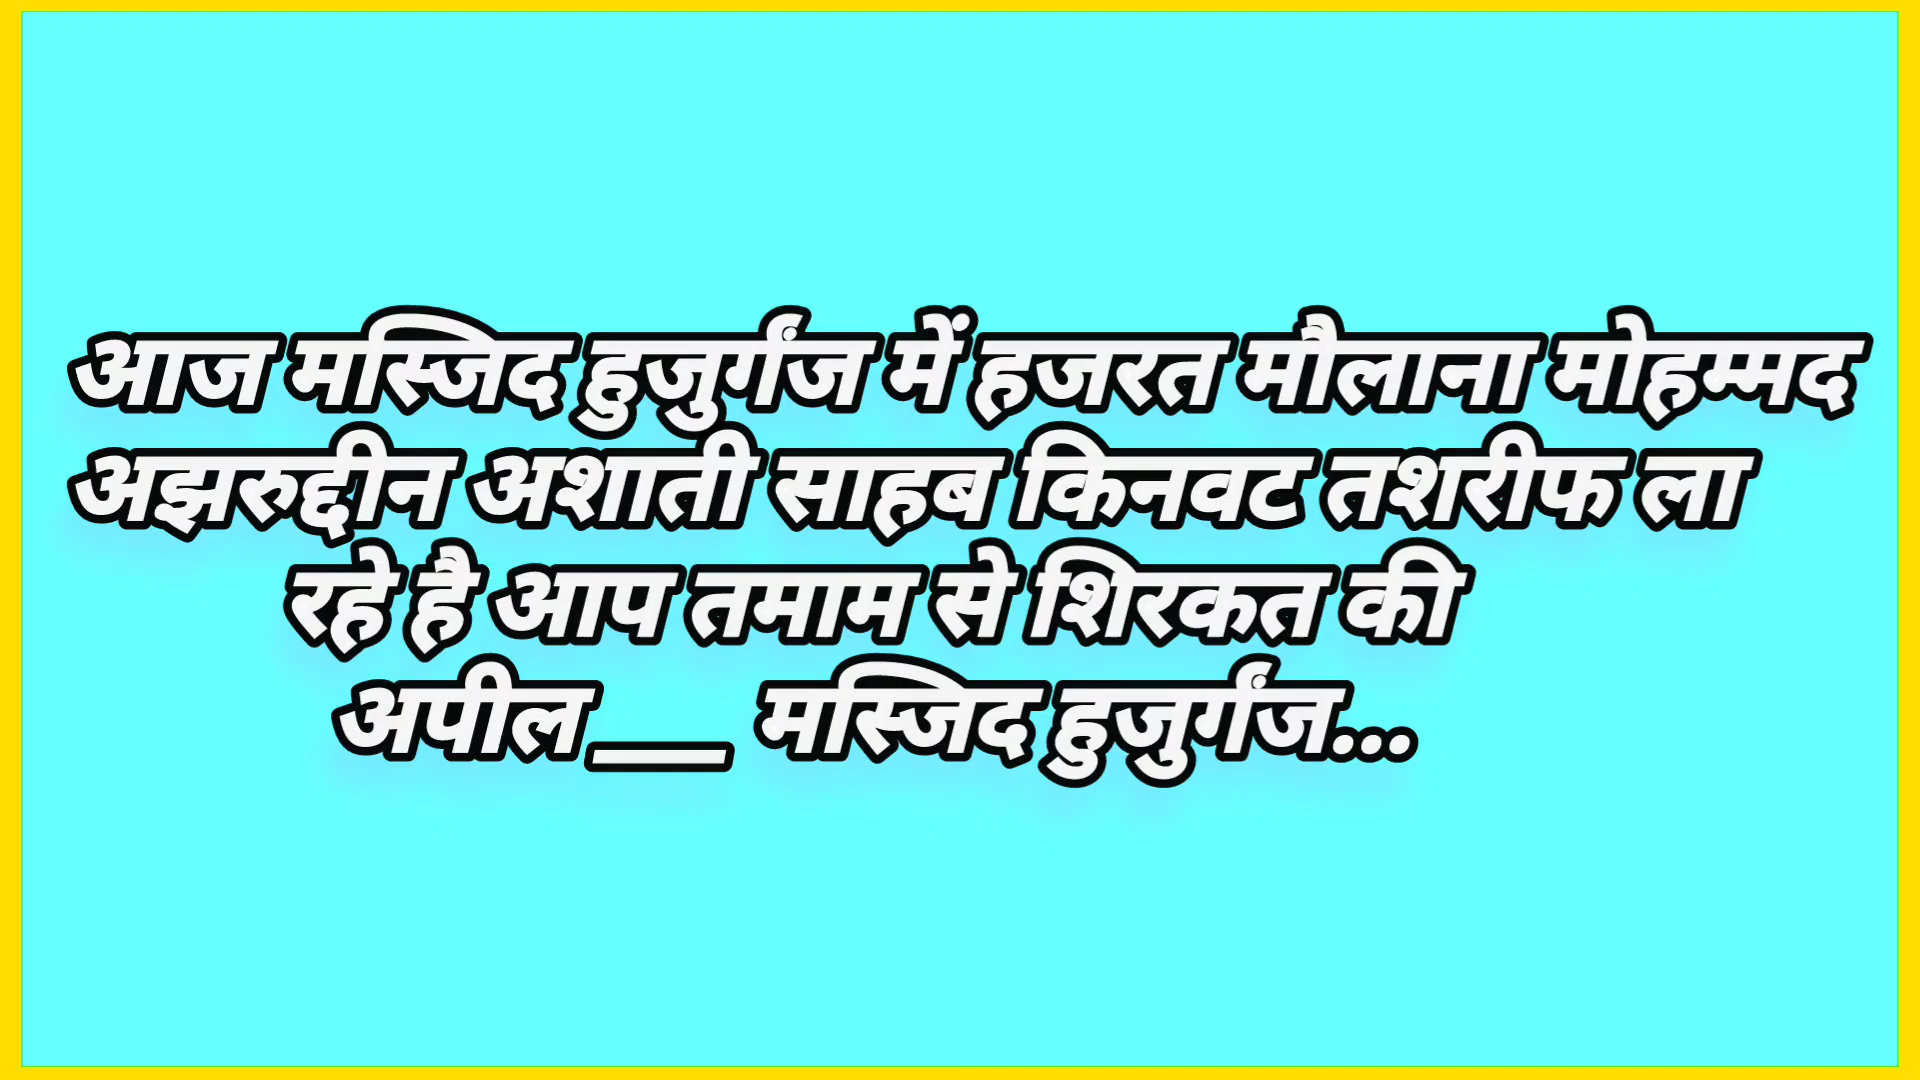 आज मस्जिद हुजुर्गंज में हजरत मौलाना मोहम्मद
अझरुद्दीन अशाती साहब किनवट तशरीफ ला
रहे है आप तमाम से शिरकत की
अपील__ मस्जिद हुजुर्गंज...